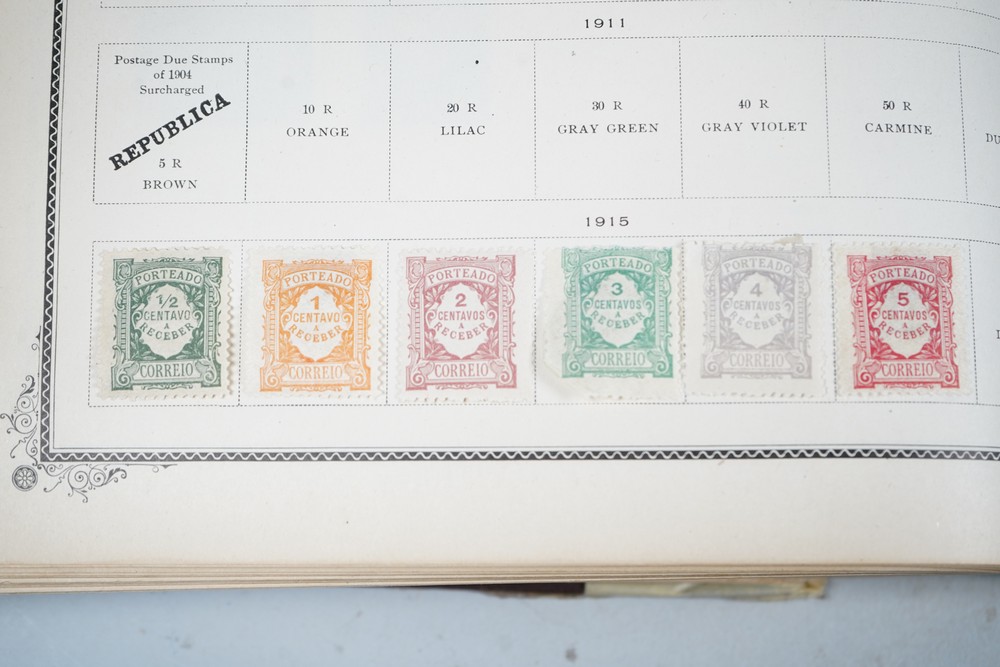 1911
Postage Due Stamps
of 1904
Surcharged
REPUBLICA
5 R
BROWN
10 R
ORANGE
20 R
LILAC
30 R
GRAY GREEN
40 R
GRAY VIOLET
50 R
CARMINE
DU
1915
PORTEADO
1/2
CENTAVO
A
RECEBER
CORREIO
PORTEADO
1
CENTAVO
A
RECEBER
CORREIO
PORTEADO
2
CENTAVOS
A
RECEBER
CORREIO
PORTEADO
3
CENTAVOS
A
RECEBER
CORREIO
PORTEADO
4
CENTAVOS
A
RECEBER
CORREIO
PORTEADO
5
CENTAVOS
A
RECEBER
CORREIO